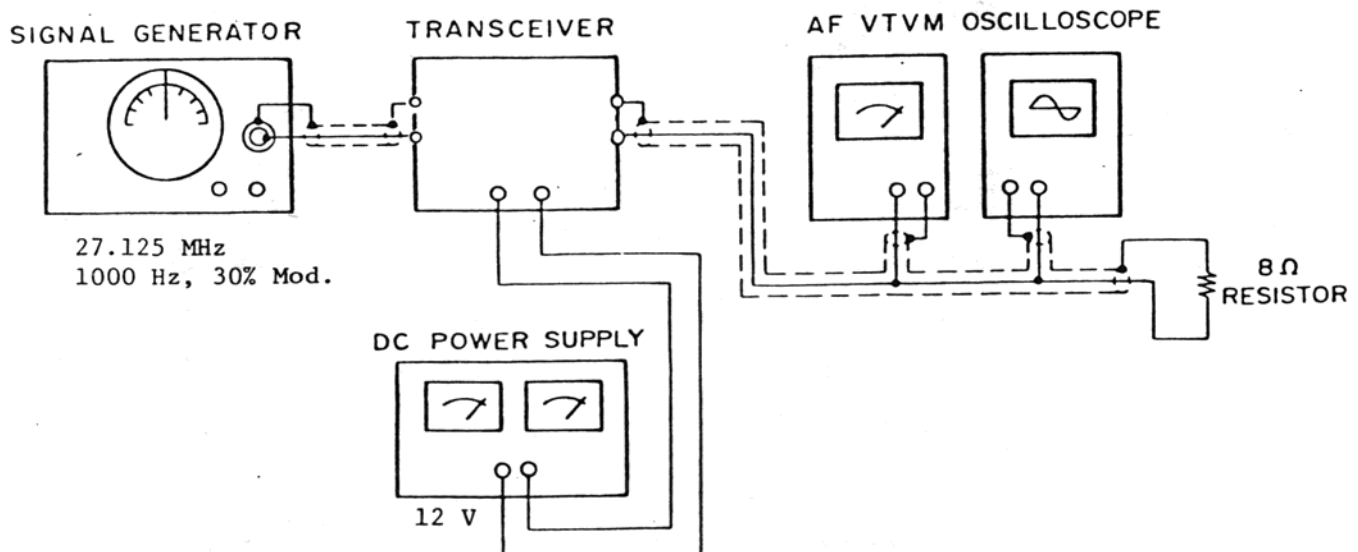 SIGNAL GENERATOR
TRANSCEIVER
AF VTVM OSCILLOSCOPE
27.125 MHz
1000 Hz, 30% Mod.
8Ω
RESISTOR
DC POWER SUPPLY
12 V